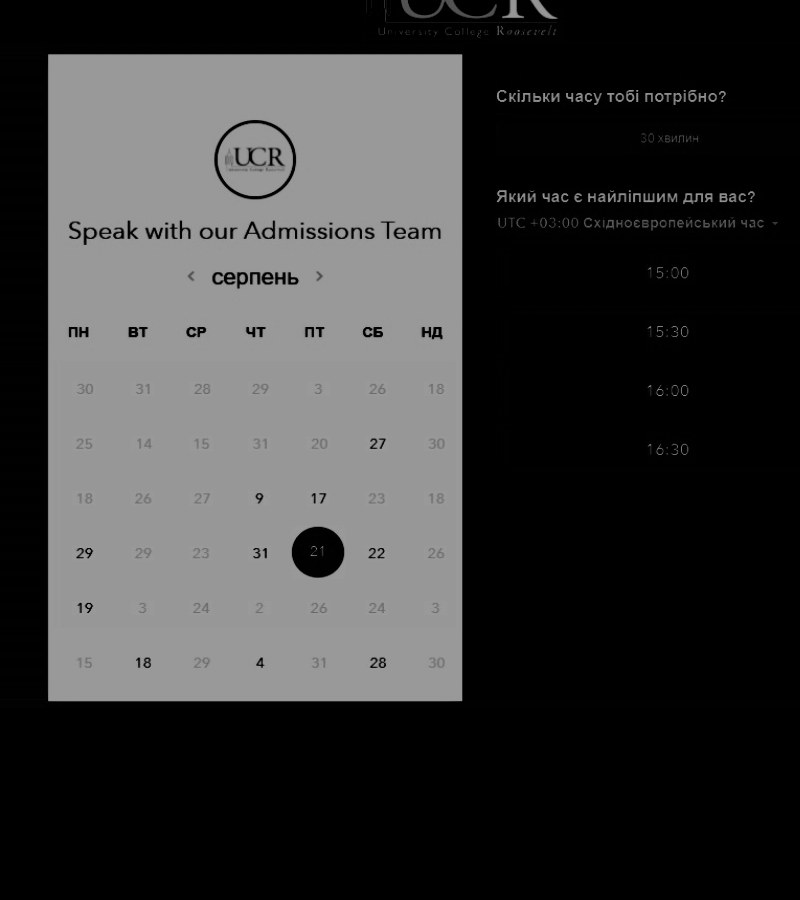 UCR
University College Roosevelt
UCR
University College Roosevelt
Speak with our Admissions Team
серпень
ПН ВТ СР ЧТ ПТ СБ НД
30 31 28 29 3 26 18
25 14 15 31 20 27 30
18 26 27 9 17 23 18
29 29 23 31 21 22 26
19 3 24 2 26 24 3
15 18 29 4 31 28 30
Скільки часу тобі потрібно?
30 хвилин
Який час є найліпшим для вас?
UTC +03:00 Східноєвропейський час
15:00
15:30
16:00
16:30